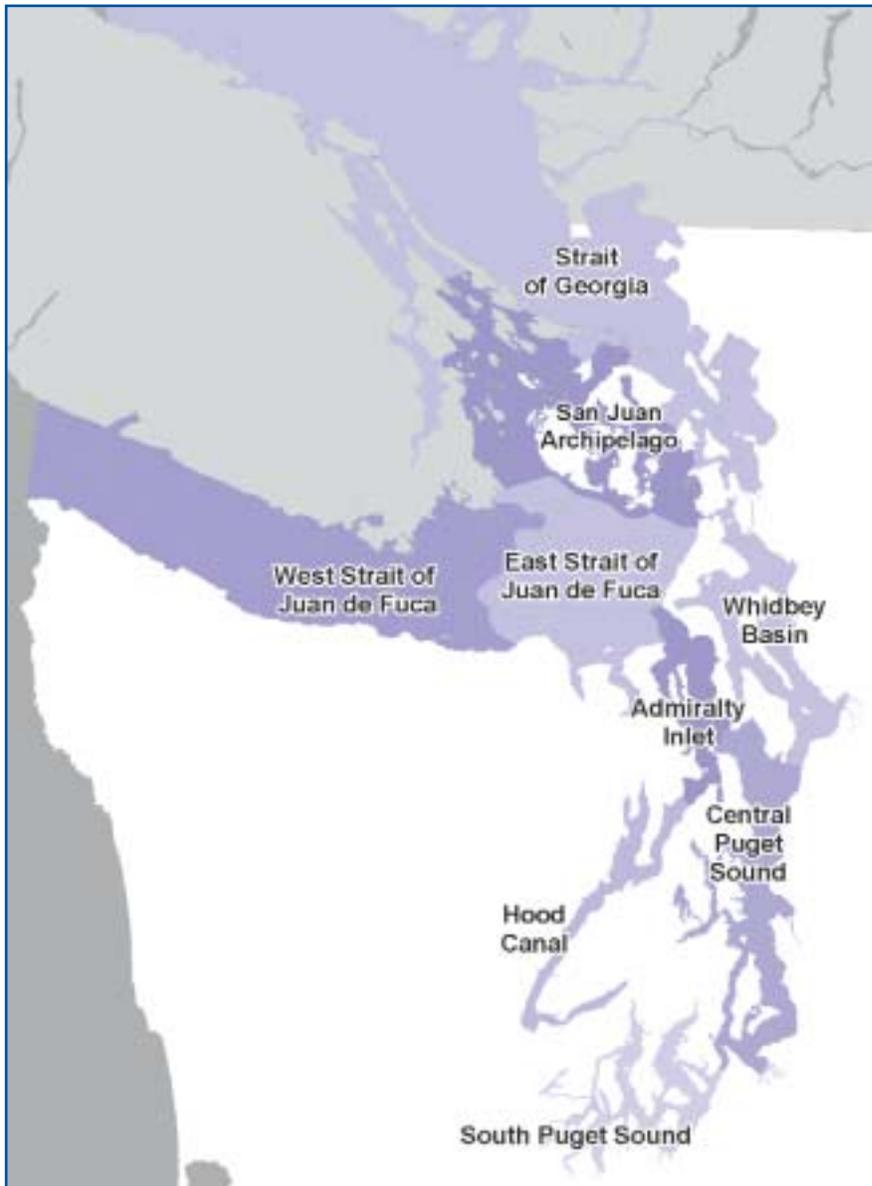 Strait
of Georgia
San Juan
Archipelago
West Strait of
Juan de Fuca
East Strait of
Juan de Fuca
Whidbey
Basin
Admiralty
Inlet
Central
Puget
Sound
Hood
Canal
South Puget Sound